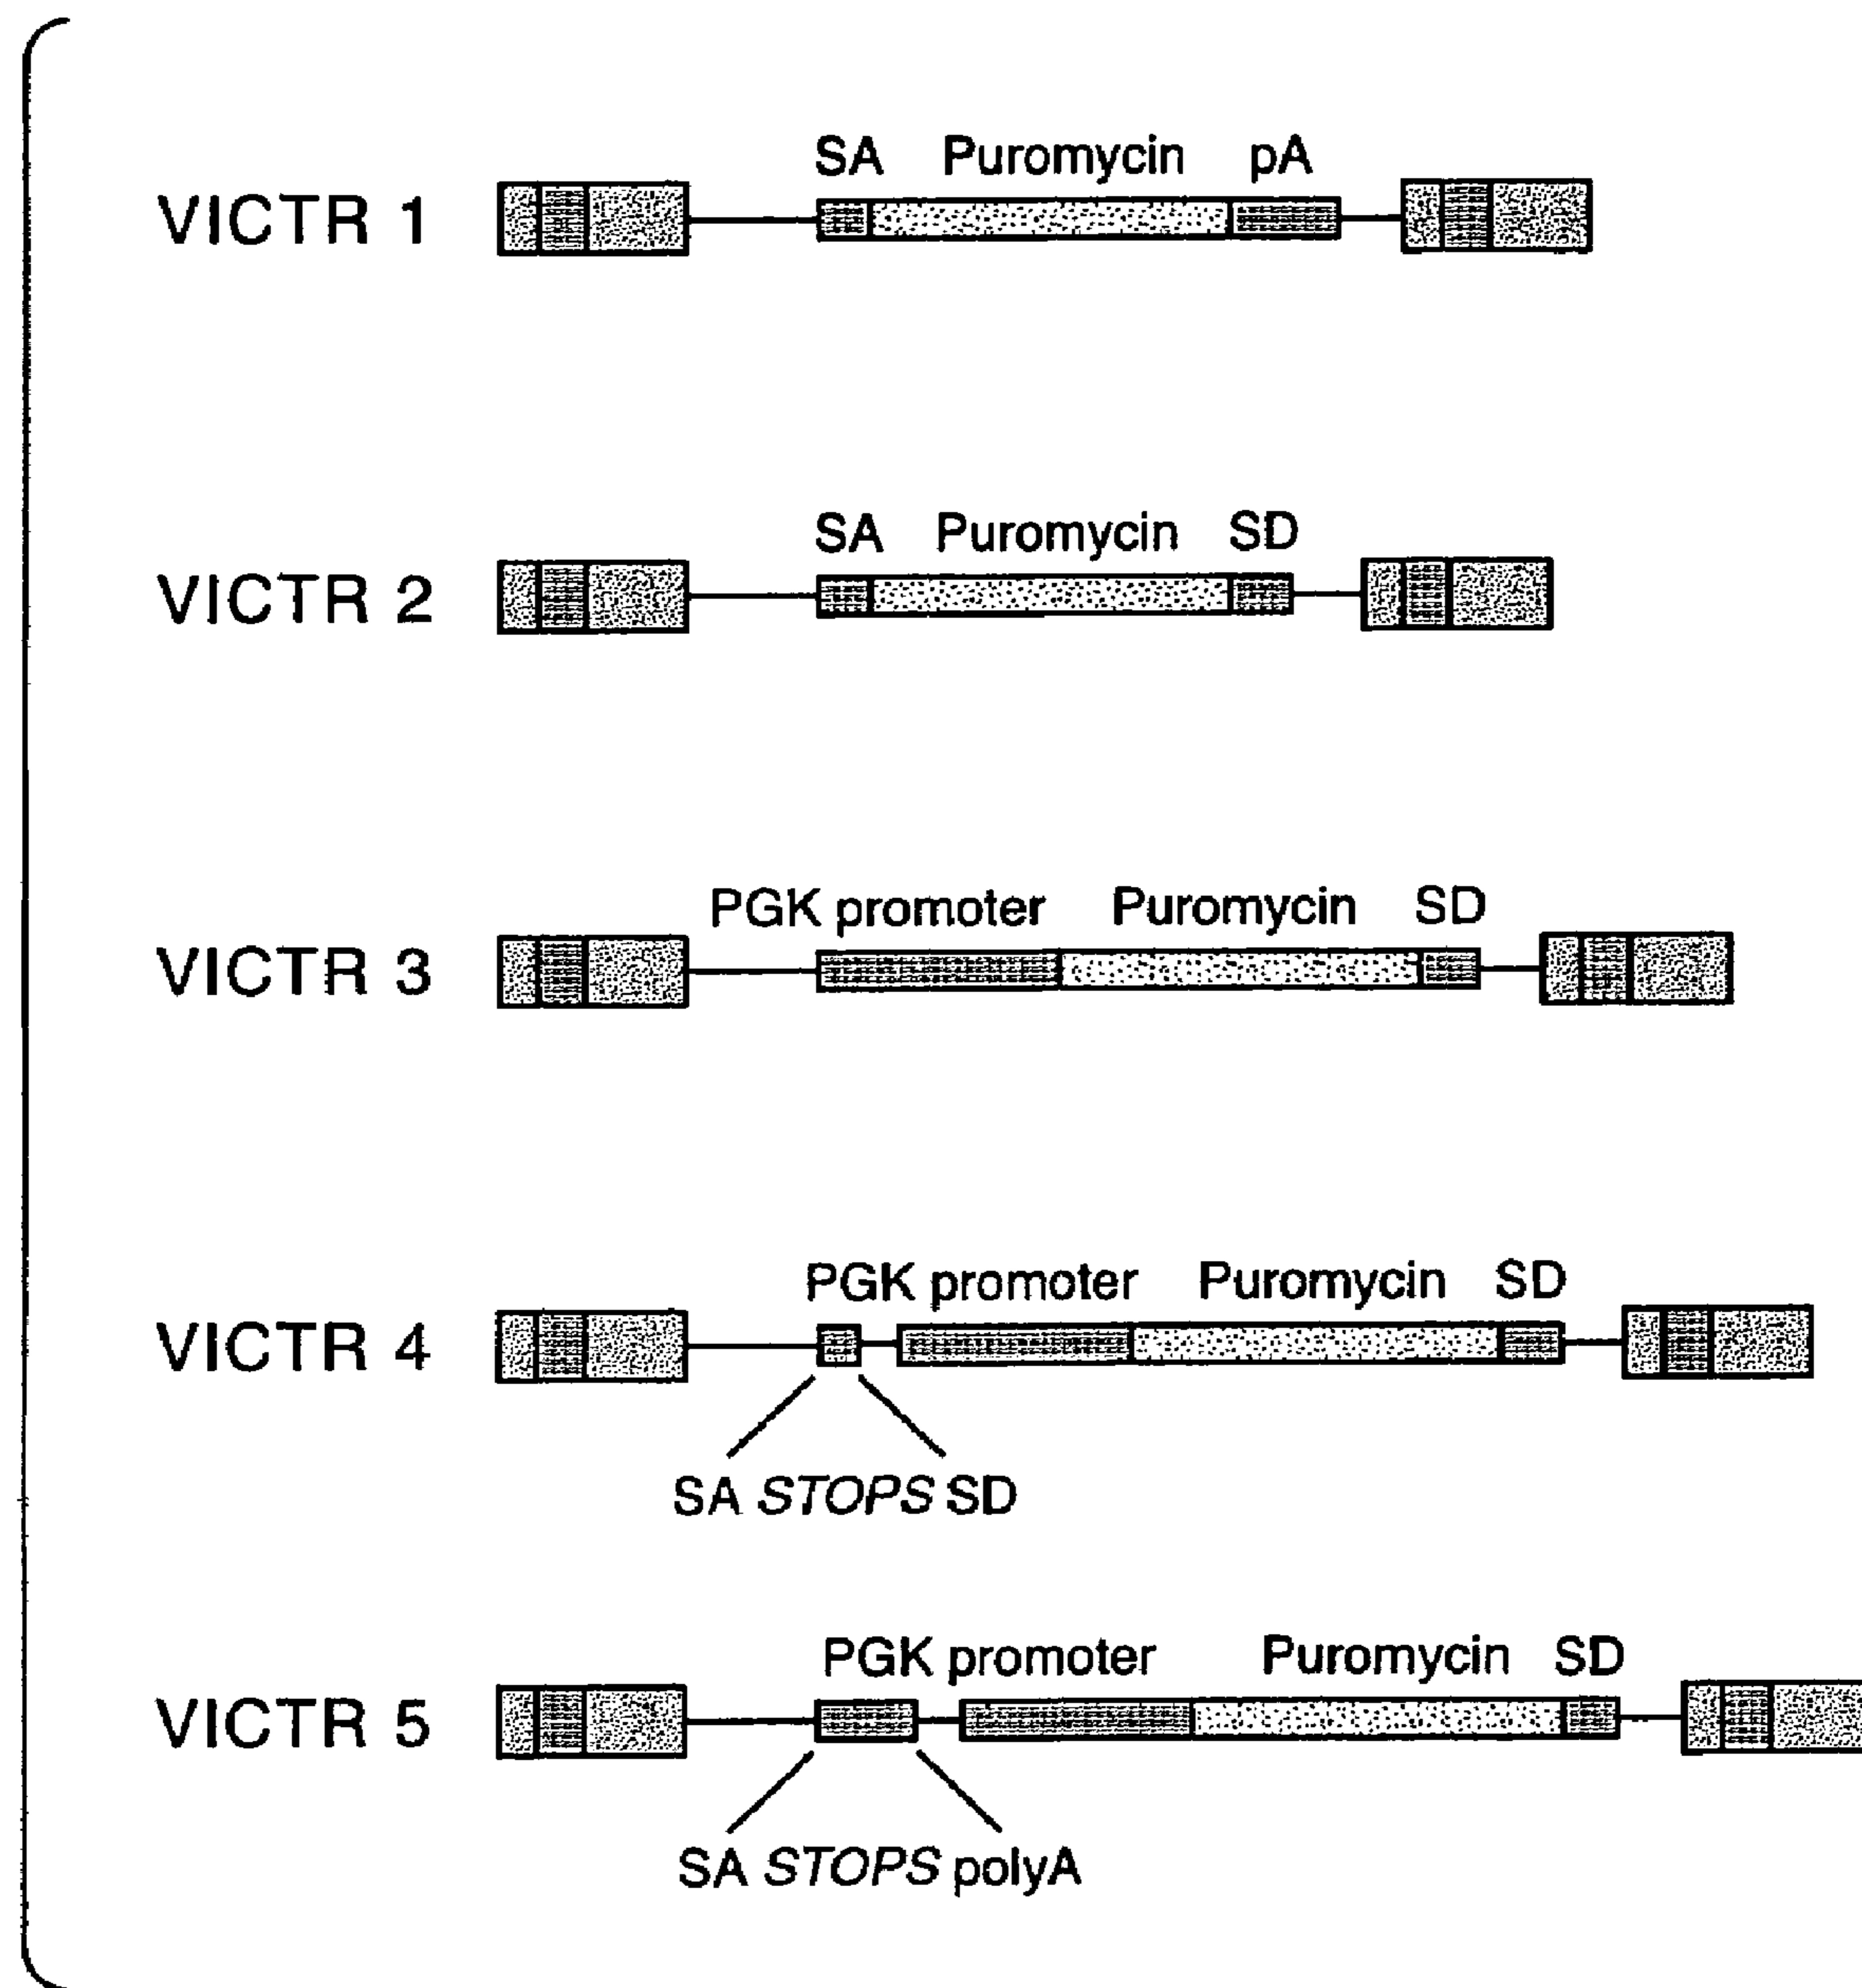 SA Puromycin pA
VICTR 1
SA Puromycin SD
VICTR 2
PGK promoter Puromycin SD
VICTR 3
PGK promoter Puromycin SD
VICTR 4
SA STOPS SD
PGK promoter Puromycin SD
VICTR 5
SA STOPS polyA